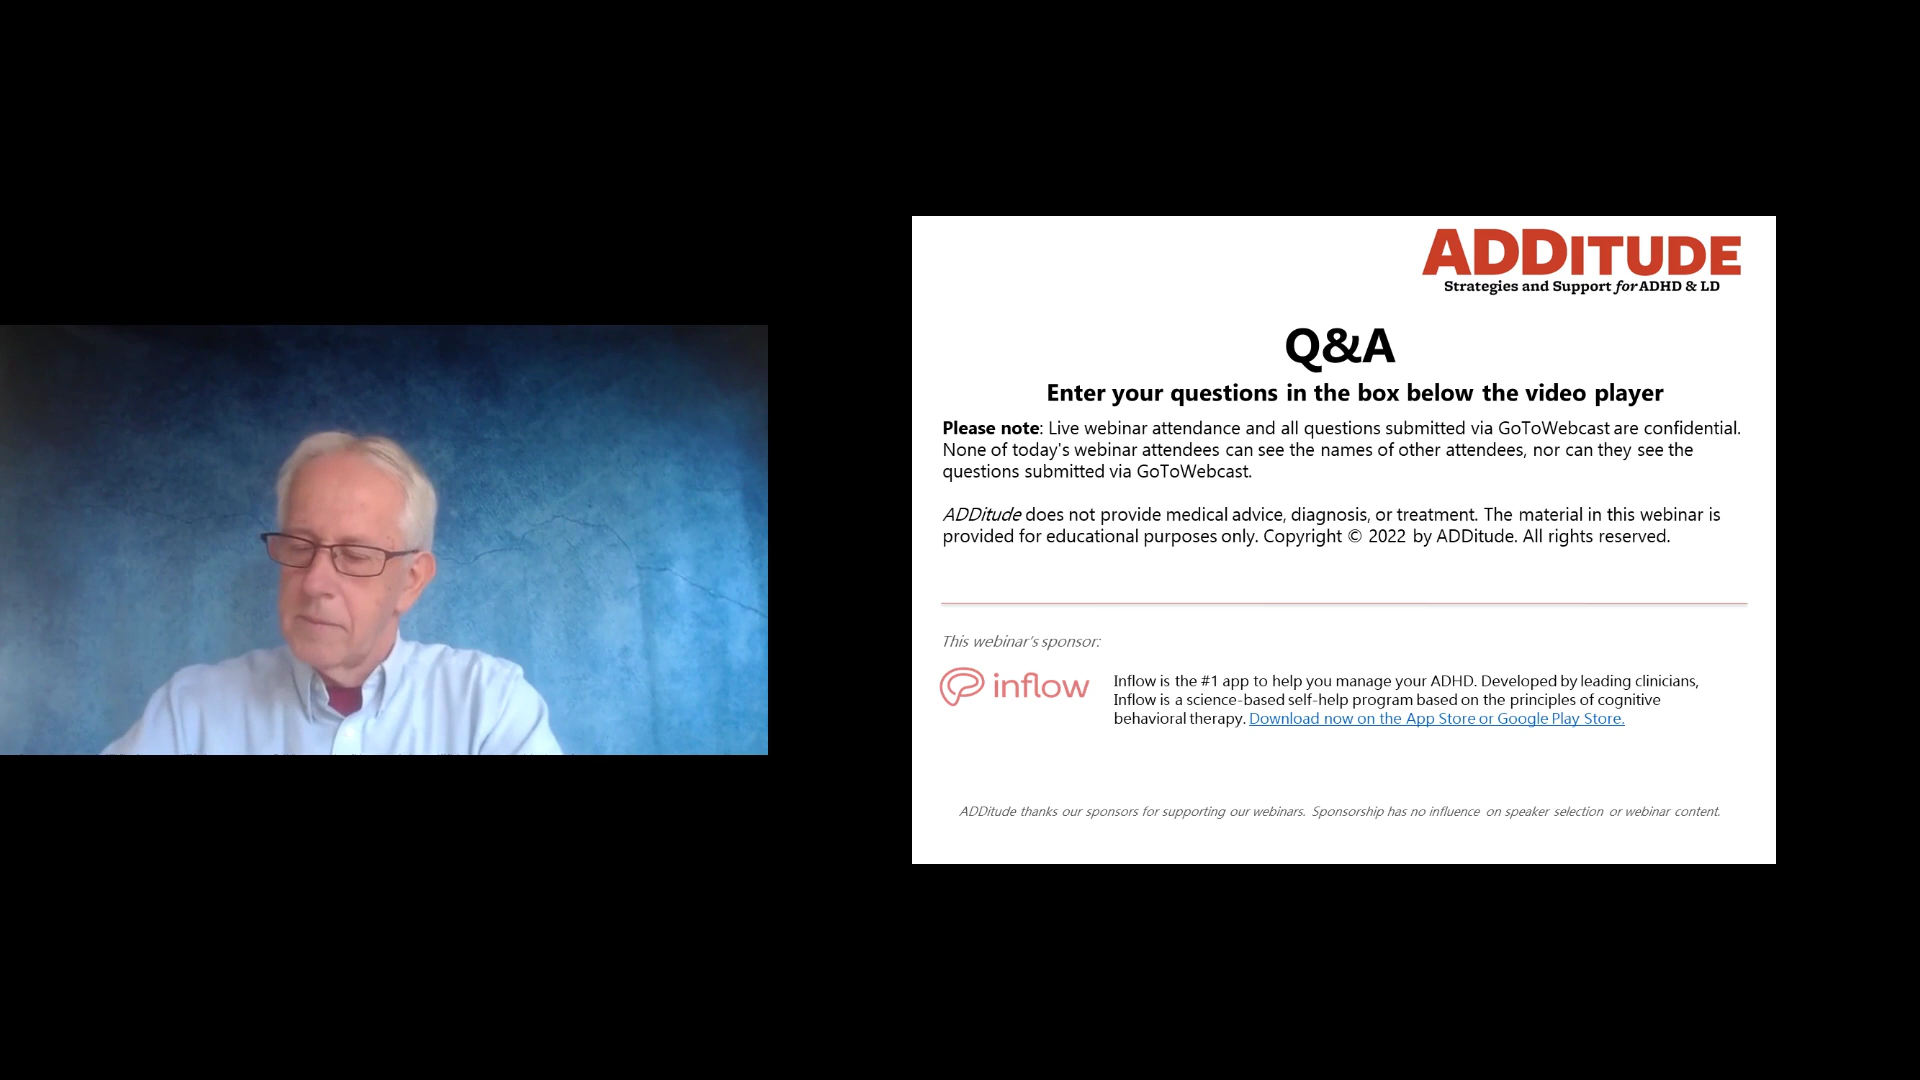 ADDITUDE
Strategies and Support for ADHD & LD
Q&A
Enter your questions in the box below the video player
Please note: Live webinar attendance and all questions submitted via GoToWebcast are confidential.
None of today's webinar attendees can see the names of other attendees, nor can they see the
questions submitted via GoToWebcast.
ADDitude does not provide medical advice, diagnosis, or treatment. The material in this webinar is
provided for educational purposes only. Copyright © 2022 by ADDitude. All rights reserved.
This webinar's sponsor:
inflow
Inflow is the #1 app to help you manage your ADHD. Developed by leading clinicians,
Inflow is a science-based self-help program based on the principles of cognitive
behavioral therapy. Download now on the App Store or Google Play Store.
ADDitude thanks our sponsors for supporting our webinars. Sponsorship has no influence on speaker selection or webinar content.